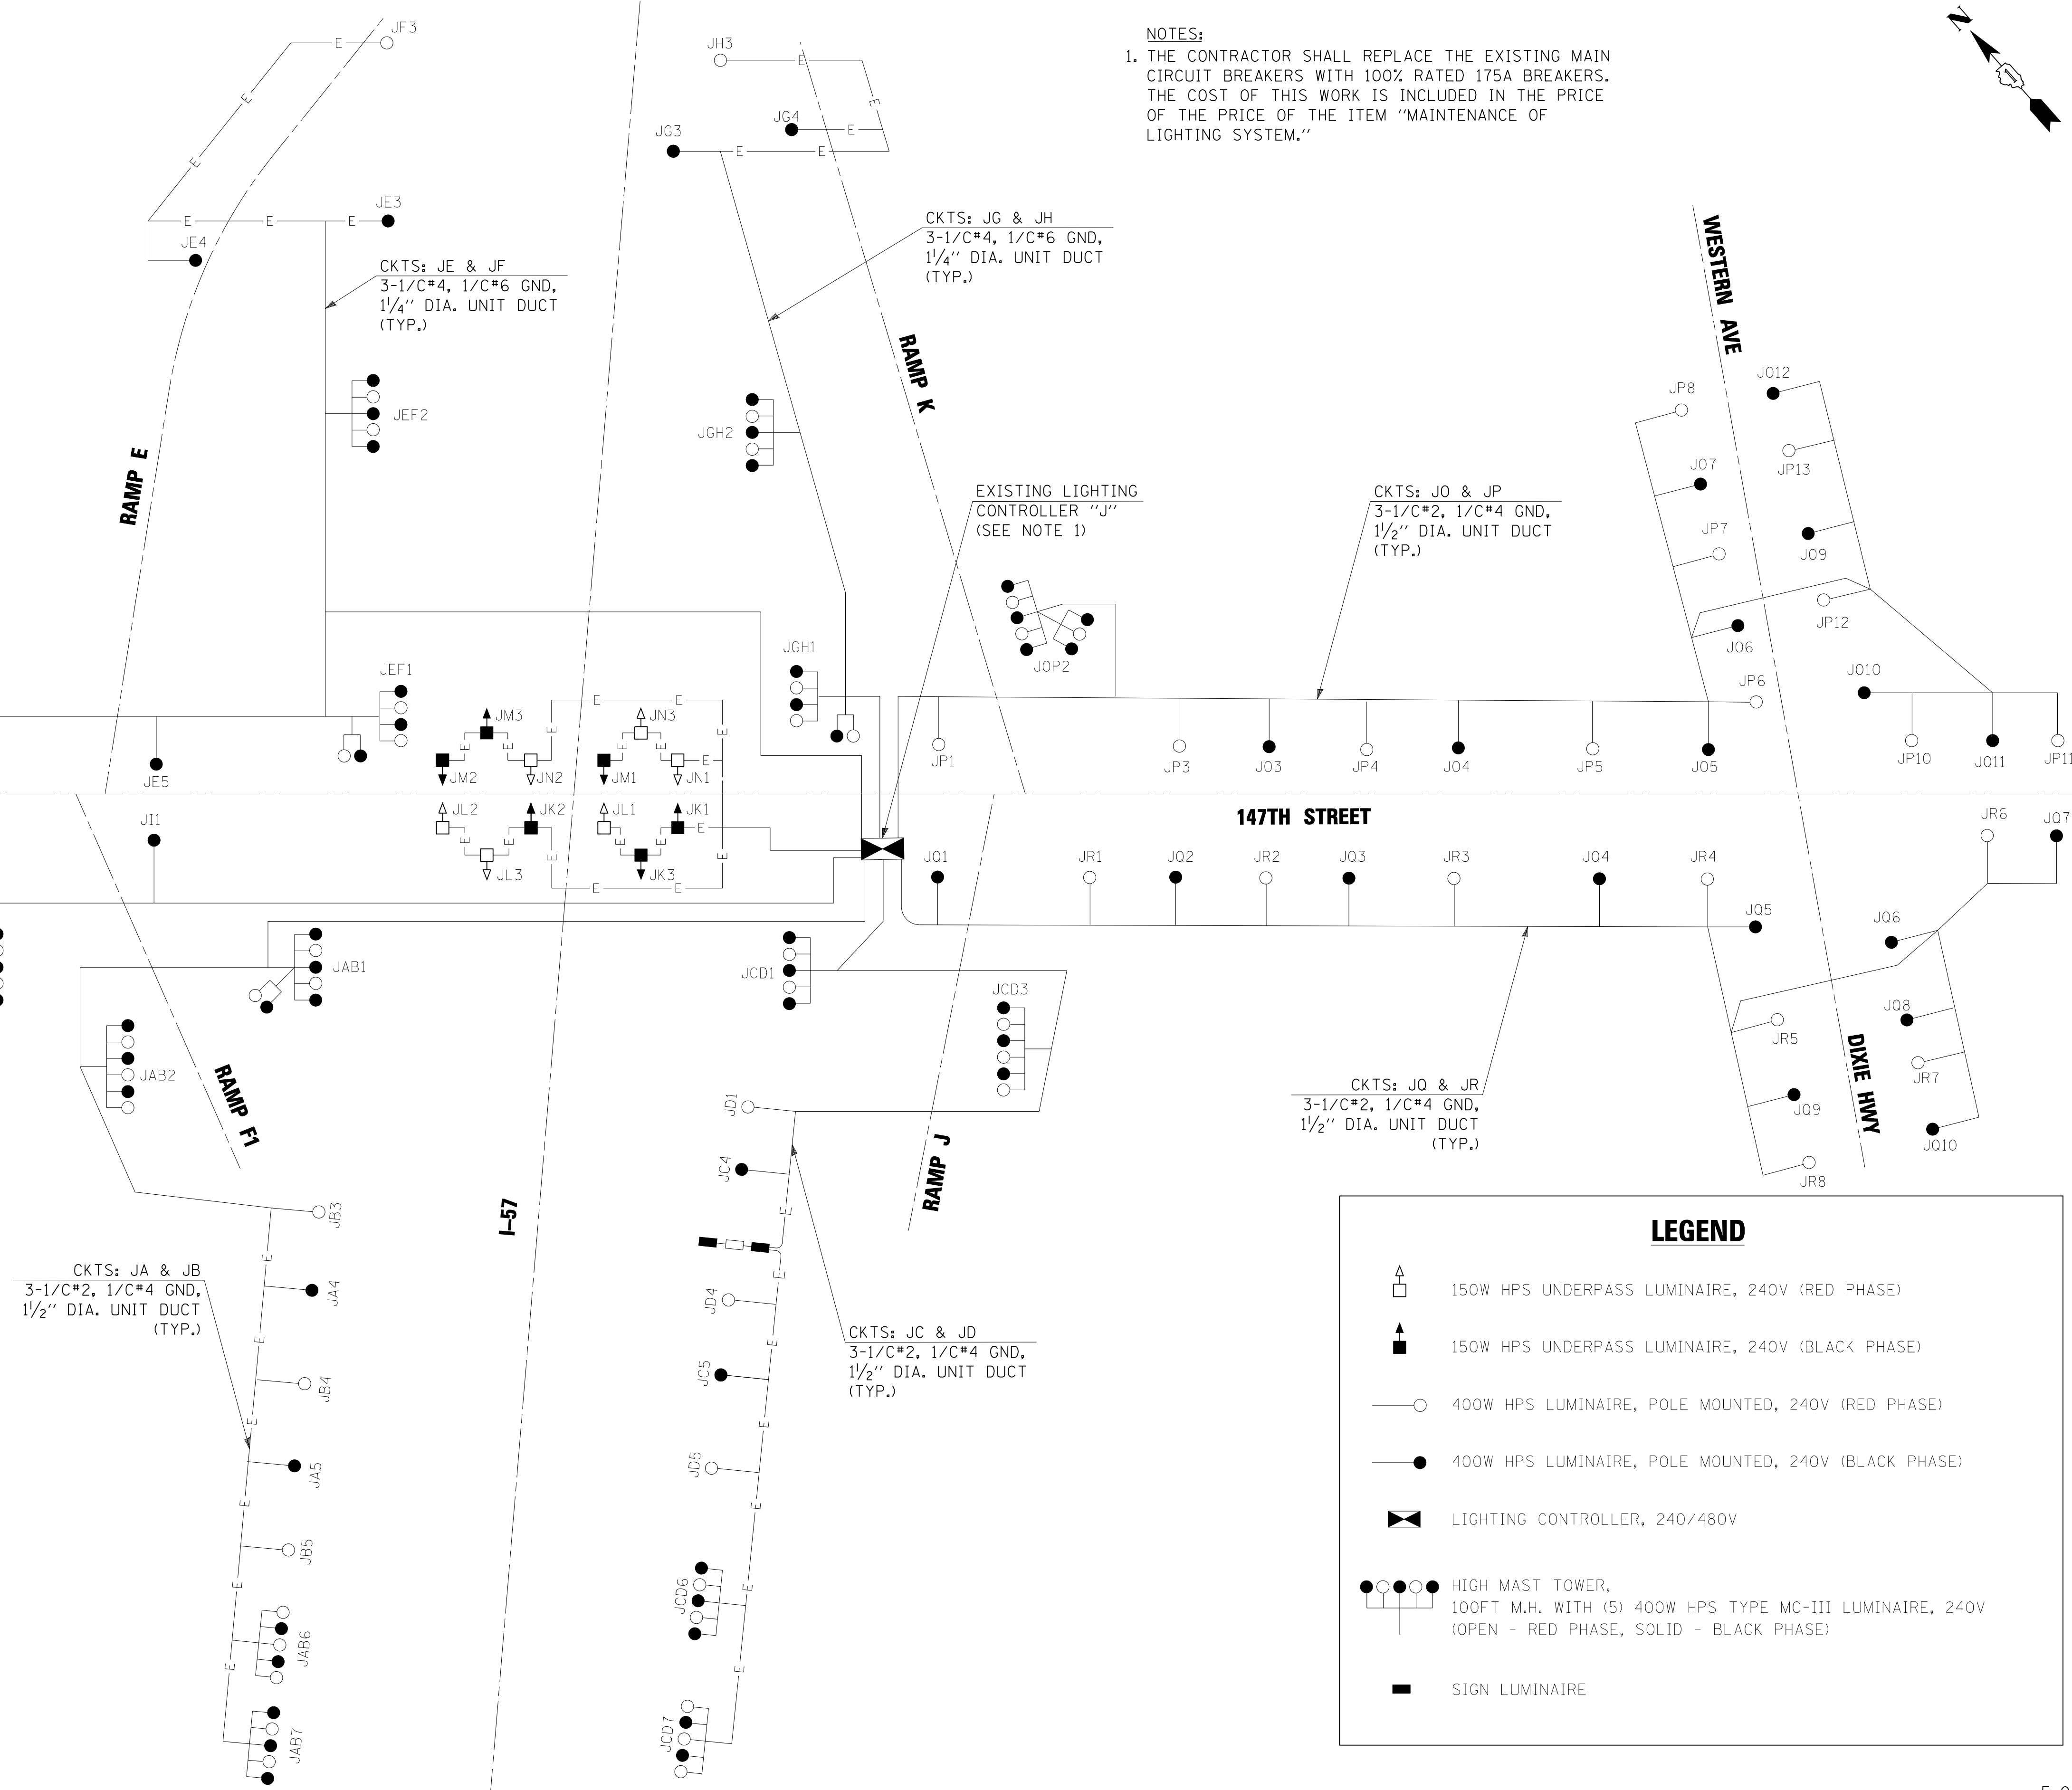 NOTES:
1. THE CONTRACTOR SHALL REPLACE THE EXISTING MAIN
CIRCUIT BREAKERS WITH 100% RATED 175A BREAKERS.
THE COST OF THIS WORK IS INCLUDED IN THE PRICE
OF THE PRICE OF THE ITEM "MAINTENANCE OF
LIGHTING SYSTEM."
N
JF3
JH3
JG4
JG3
JE3
JE4
CKTS: JE & JF
3-1/C#4, 1/C#6 GND,
1 1/4" DIA. UNIT DUCT
(TYP.)
CKTS: JG & JH
3-1/C#4, 1/C#6 GND,
1 1/4" DIA. UNIT DUCT
(TYP.)
WESTERN AVE
RAMP K
RAMP E
JEF2
JGH2
JP8
JO12
JO7
JP13
JP7
JO9
JP12
JO6
EXISTING LIGHTING
CONTROLLER "J"
(SEE NOTE 1)
CKTS: JO & JP
3-1/C#2, 1/C#4 GND,
1 1/2" DIA. UNIT DUCT
(TYP.)
JOP2
JGH1
JEF1
JP6
JO10
JM3
JN3
JE5
JM2
JN2
JM1
JN1
JP1
JP3
JO3
JP4
JO4
JP5
JO5
JP10
JO11
JP11
147TH STREET
JI1
JL2
JK2
JL1
JK1
JL3
JK3
JQ1
JR1
JQ2
JR2
JQ3
JR3
JQ4
JR4
JR6
JQ7
JQ5
JQ6
JAB1
JCD1
JCD3
JAB2
RAMP F1
JD1
JC4
RAMP J
JQ8
JR5
JR7
JQ9
JQ10
JR8
DIXIE HWY
CKTS: JQ & JR
3-1/C#2, 1/C#4 GND,
1 1/2" DIA. UNIT DUCT
(TYP.)
I-57
JB3
JA4
JB4
JA5
JB5
JAB6
JAB7
CKTS: JA & JB
3-1/C#2, 1/C#4 GND,
1 1/2" DIA. UNIT DUCT
(TYP.)
JD4
JC5
JD5
JCD6
JCD7
CKTS: JC & JD
3-1/C#2, 1/C#4 GND,
1 1/2" DIA. UNIT DUCT
(TYP.)
LEGEND
150W HPS UNDERPASS LUMINAIRE, 240V (RED PHASE)
150W HPS UNDERPASS LUMINAIRE, 240V (BLACK PHASE)
400W HPS LUMINAIRE, POLE MOUNTED, 240V (RED PHASE)
400W HPS LUMINAIRE, POLE MOUNTED, 240V (BLACK PHASE)
LIGHTING CONTROLLER, 240/480V
HIGH MAST TOWER,
100FT M.H. WITH (5) 400W HPS TYPE MC-III LUMINAIRE, 240V
(OPEN - RED PHASE, SOLID - BLACK PHASE)
SIGN LUMINAIRE